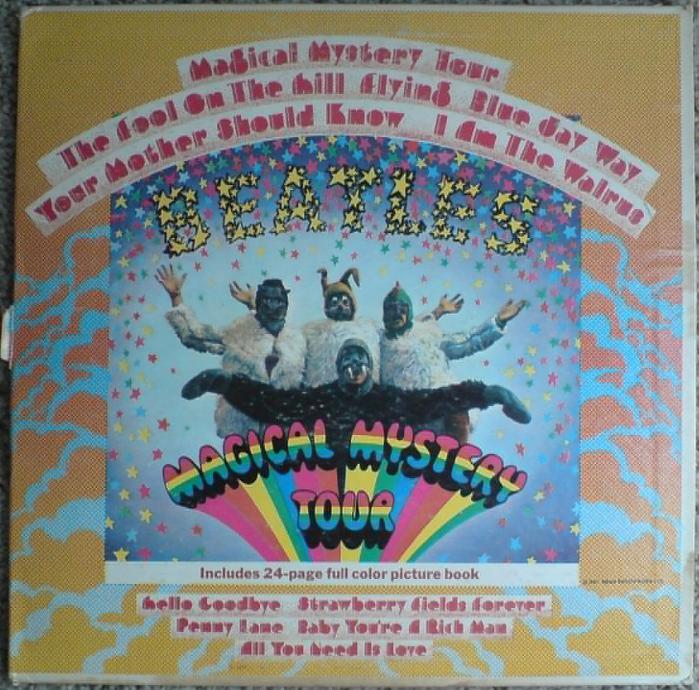 Magical Mystery Tour
The Fool On The Hill Flying Blue Jay Way
Your Mother Should Know I Am The Walrus
BEATLES
MAGICAL MYSTERY
TOUR
Includes 24-page full color picture book
Hello Goodbye Strawberry Fields Forever
Penny Lane Baby You're A Rich Man
All You Need Is Love